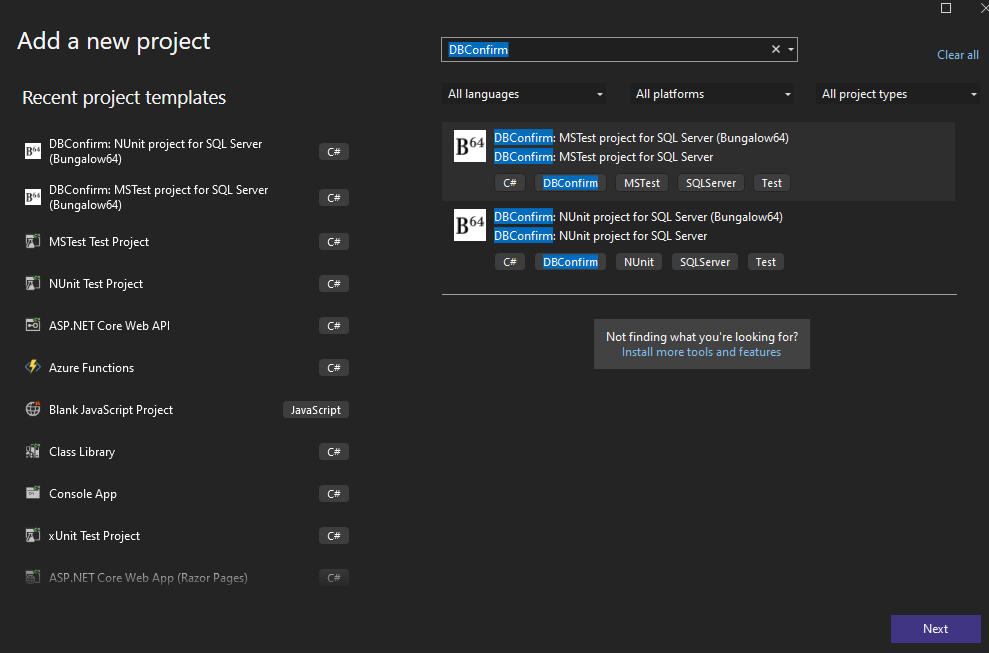 Add a new project
DBConfirm
Clear all
Recent project templates
All languages
All platforms
All project types
B64
DBConfirm: NUnit project for SQL Server
(Bungalow64)
C#
B64
DBConfirm: MSTest project for SQL Server
(Bungalow64)
C#
MSTest Test Project
C#
NUnit Test Project
C#
ASP.NET Core Web API
C#
Azure Functions
C#
Blank JavaScript Project
JavaScript
Class Library
C#
Console App
C#
xUnit Test Project
C#
ASP.NET Core Web App (Razor Pages)
C#
B64
DBConfirm: MSTest project for SQL Server (Bungalow64)
DBConfirm: MSTest project for SQL Server
C# DBConfirm MSTest SQLServer Test
B64
DBConfirm: NUnit project for SQL Server (Bungalow64)
DBConfirm: NUnit project for SQL Server
C# DBConfirm NUnit SQLServer Test
Not finding what you're looking for?
Install more tools and features
Next